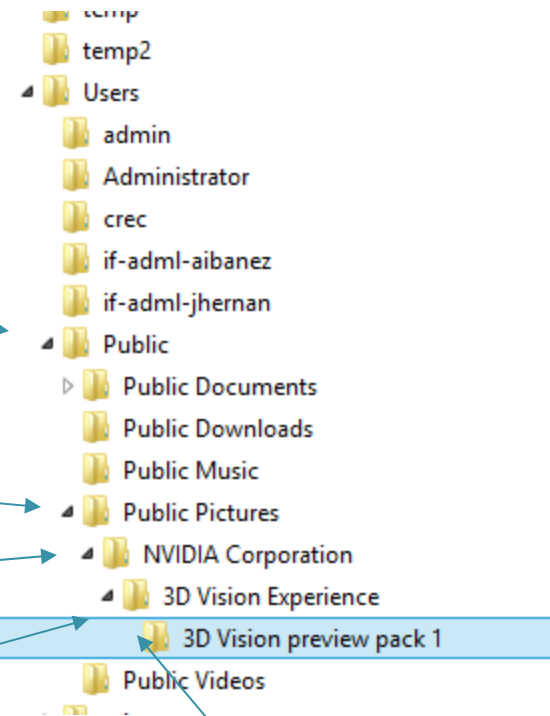 temp
temp2
Users
admin
Administrator
crec
if-adml-aibanez
if-adml-jhernan
Public
Public Documents
Public Downloads
Public Music
Public Pictures
NVIDIA Corporation
3D Vision Experience
3D Vision preview pack 1
Public Videos